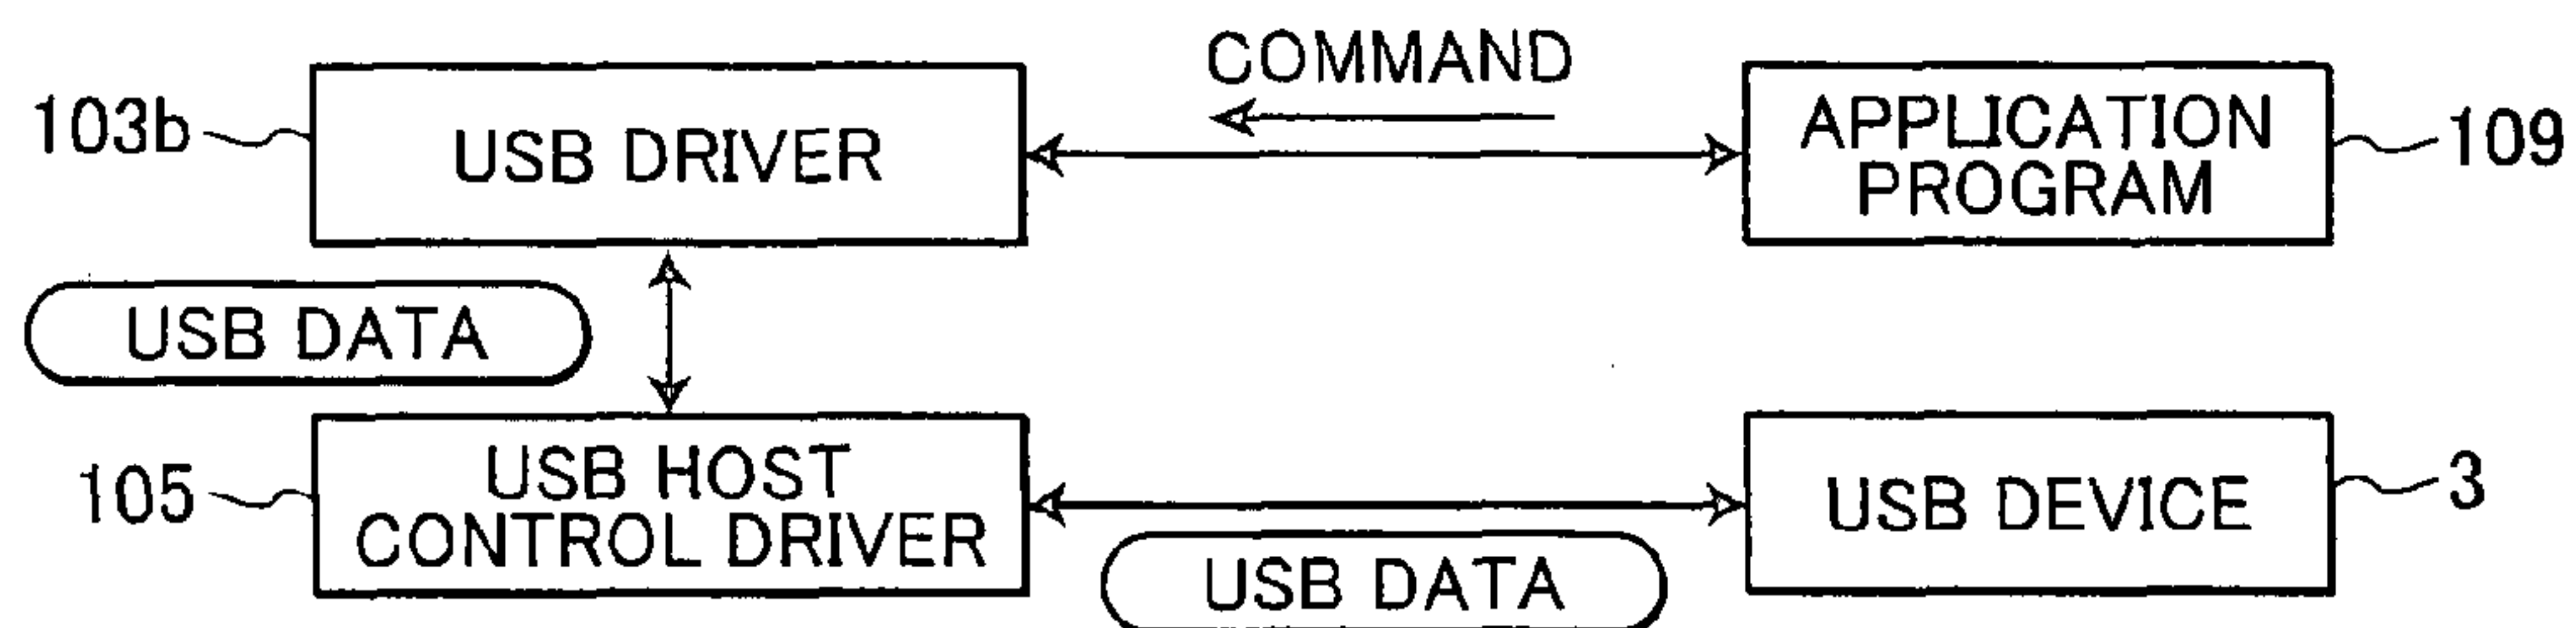 COMMAND
103b
USB DRIVER
APPLICATION
PROGRAM
109
USB DATA
105
USB HOST
CONTROL DRIVER
USB DEVICE
3
USB DATA